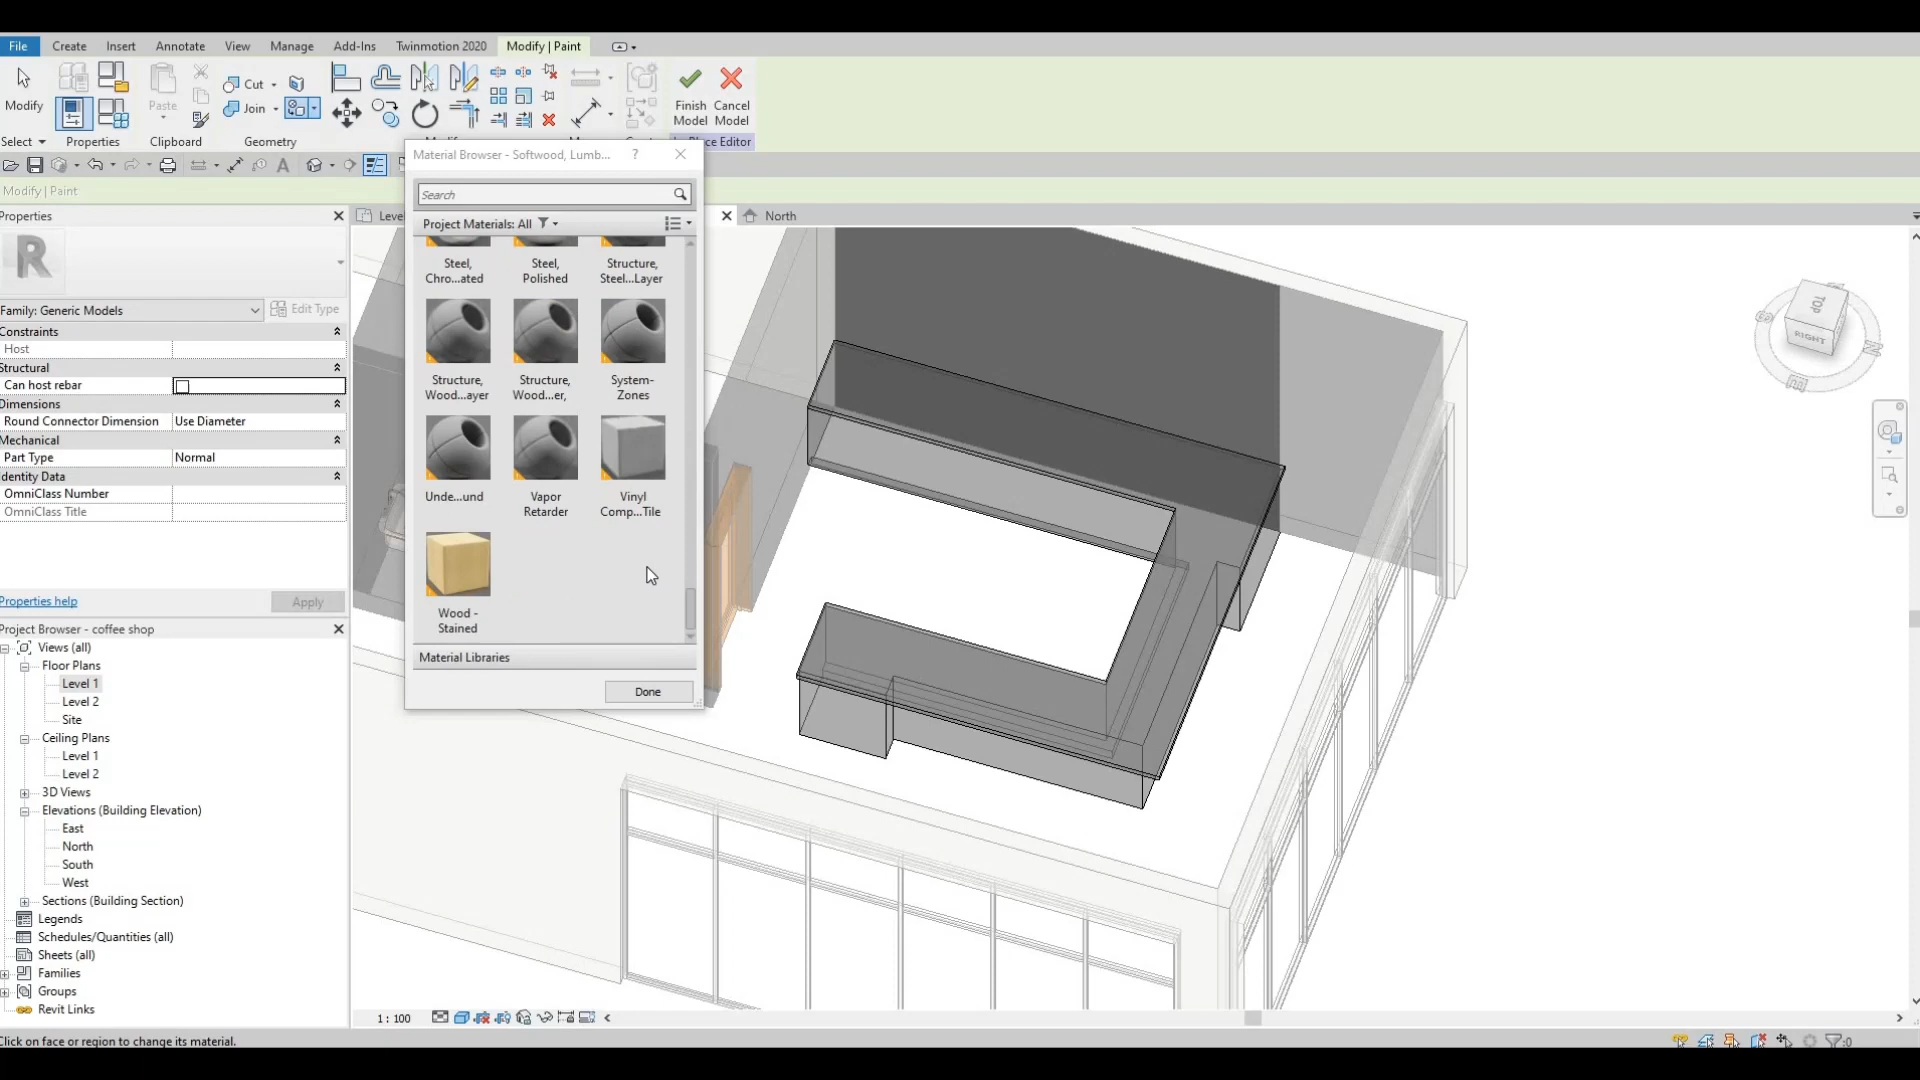 File Create Insert Annotate View Manage Add-Ins Twinmotion 2020 Modify | Paint
Modify
Paste
Cut
Join
Finish Model
Cancel Model
Select Properties Clipboard Geometry
ce Editor
Modify | Paint
Properties
Family: Generic Models
Edit Type
Constraints
Host
Structural
Can host rebar
Dimensions
Round Connector Dimension Use Diameter
Mechanical
Part Type Normal
Identity Data
OmniClass Number
OmniClass Title
Properties help
Apply
Project Browser - coffee shop
Views (all)
Floor Plans
Level 1
Level 2
Site
Ceiling Plans
Level 1
Level 2
3D Views
Elevations (Building Elevation)
East
North
South
West
Sections (Building Section)
Legends
Schedules/Quantities (all)
Sheets (all)
Families
Groups
Revit Links
Click on face or region to change its material.
Material Browser - Softwood, Lumb...
?
Search
Project Materials: All
Steel, Chro...ated
Steel, Polished
Structure, Steel...Layer
Structure, Wood...ayer
Structure, Wood...er,
System-Zones
Unde...und
Vapor Retarder
Vinyl Comp...Tile
Wood - Stained
Material Libraries
Done
Leve
North
TOP
RIGHT
1 : 100
:0